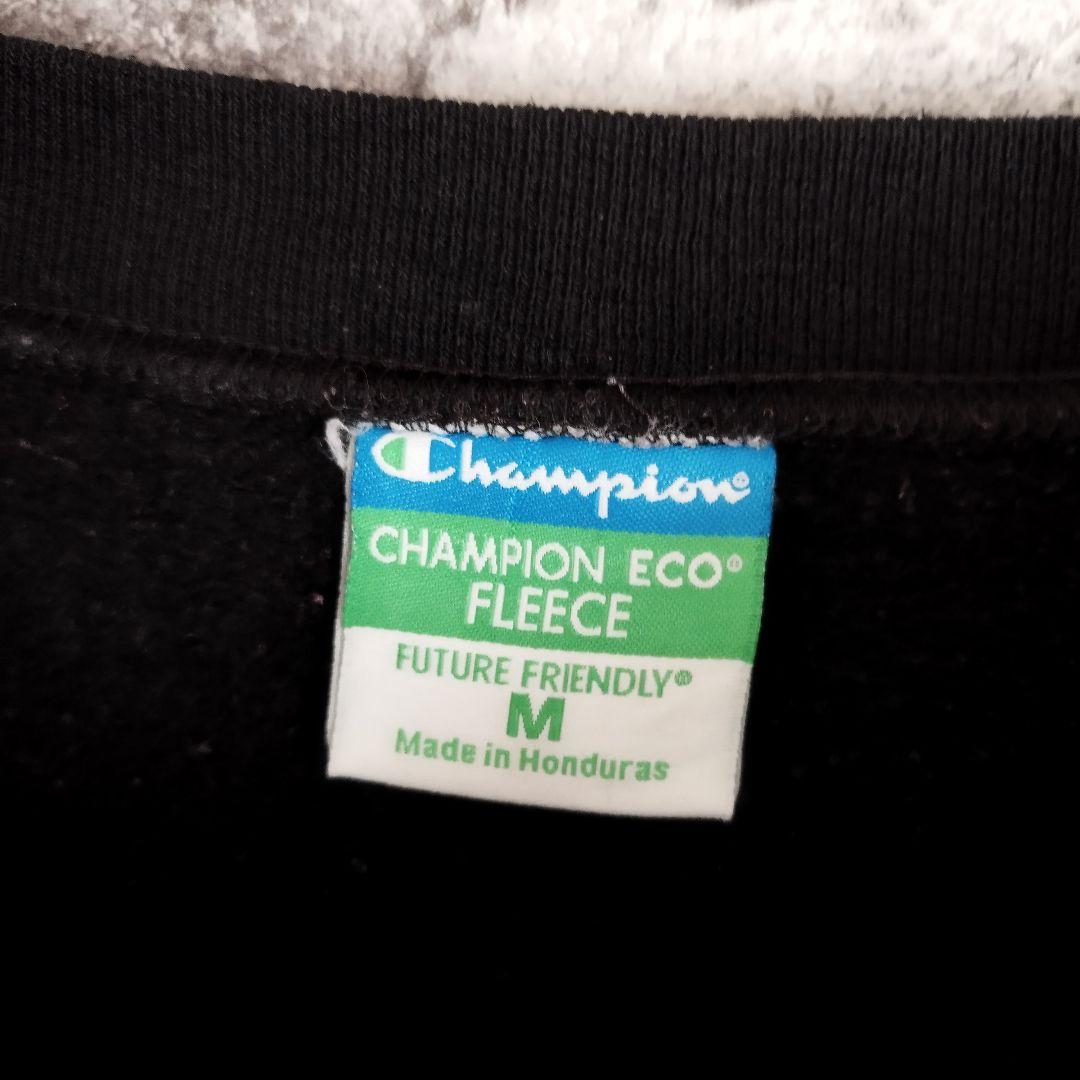 Champion®
CHAMPION ECO®
FLEECE
FUTURE FRIENDLY®
M
Made in Honduras